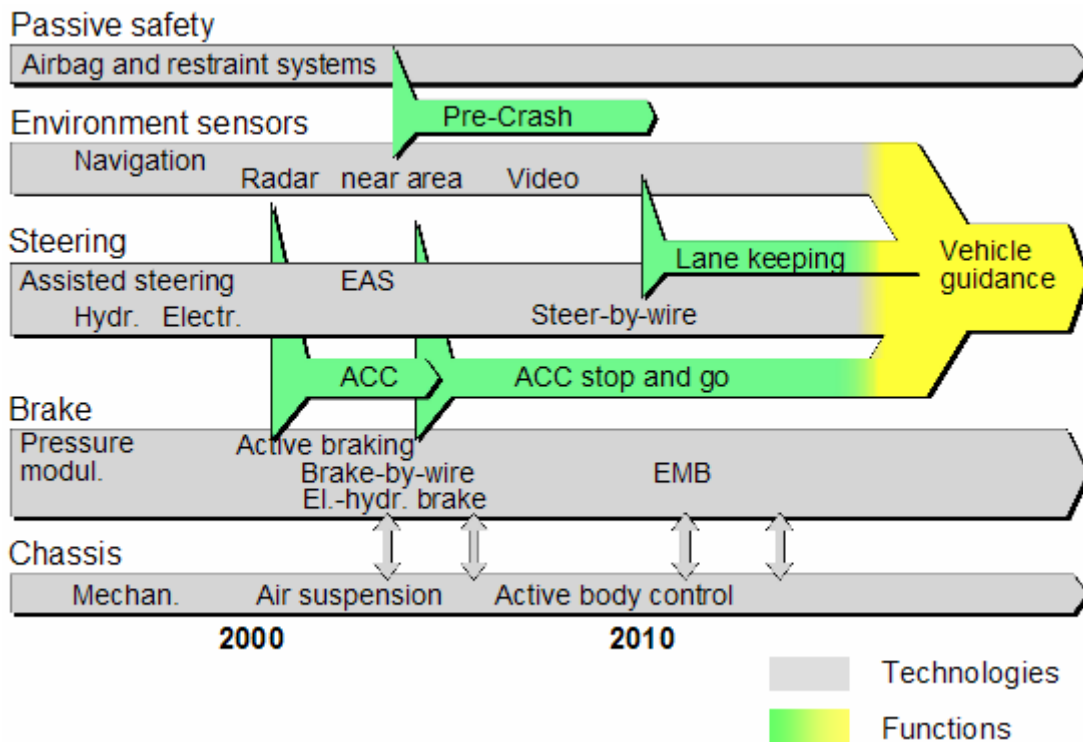 Passive safety
Airbag and restraint systems
Pre-Crash
Environment sensors
Navigation
Radar near area Video
Steering
Lane keeping
Vehicle
guidance
Assisted steering EAS
Hydr. Electr. Steer-by-wire
ACC ACC stop and go
Brake
Pressure
modul.
Active braking
Brake-by-wire EMB
El.-hydr. brake
Chassis
Mechan. Air suspension Active body control
2000 2010
Technologies
Functions